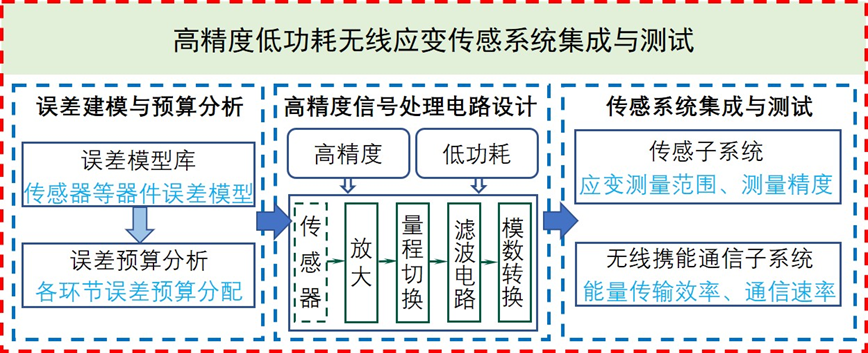 高精度低功耗无线应变传感系统集成与测试
误差建模与预算分析
误差模型库
传感器等器件误差模型
误差预算分析
各环节误差预算分配
高精度信号处理电路设计
高精度
低功耗
传感器
放大
量程切换
滤波电路
模数转换
传感系统集成与测试
传感子系统
应变测量范围、测量精度
无线携能通信子系统
能量传输效率、通信速率